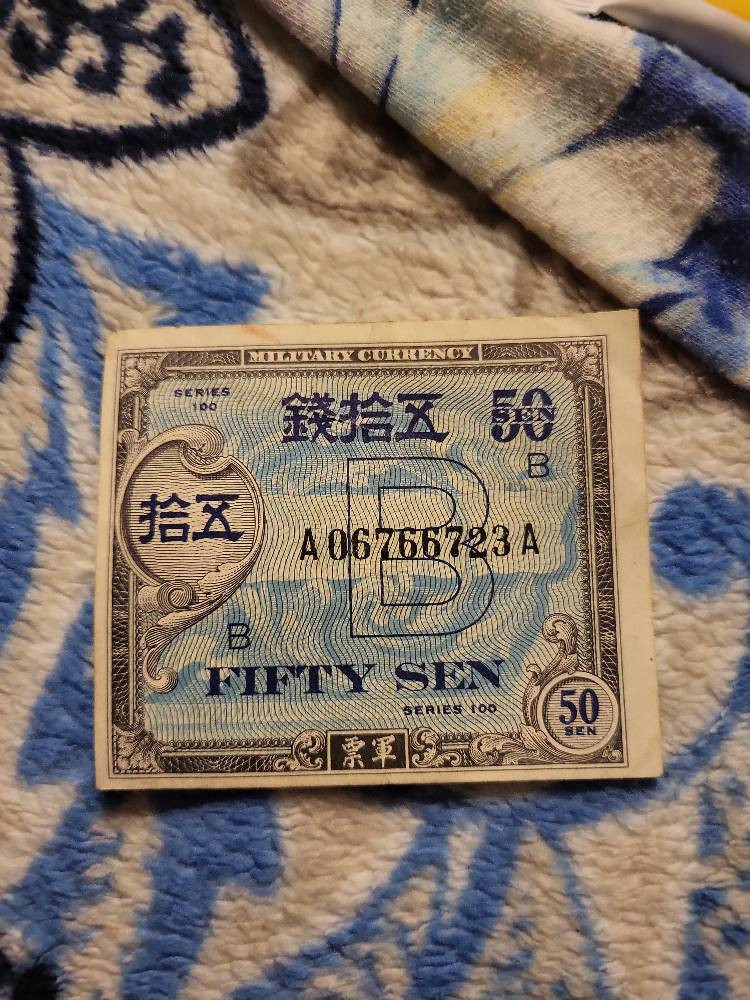 MILITARY CURRENCY
SERIES
100
錢拾五
50
SEN
B
拾五
B
A06766723A
B
FIFTY SEN
SERIES 100
50
SEN
票軍